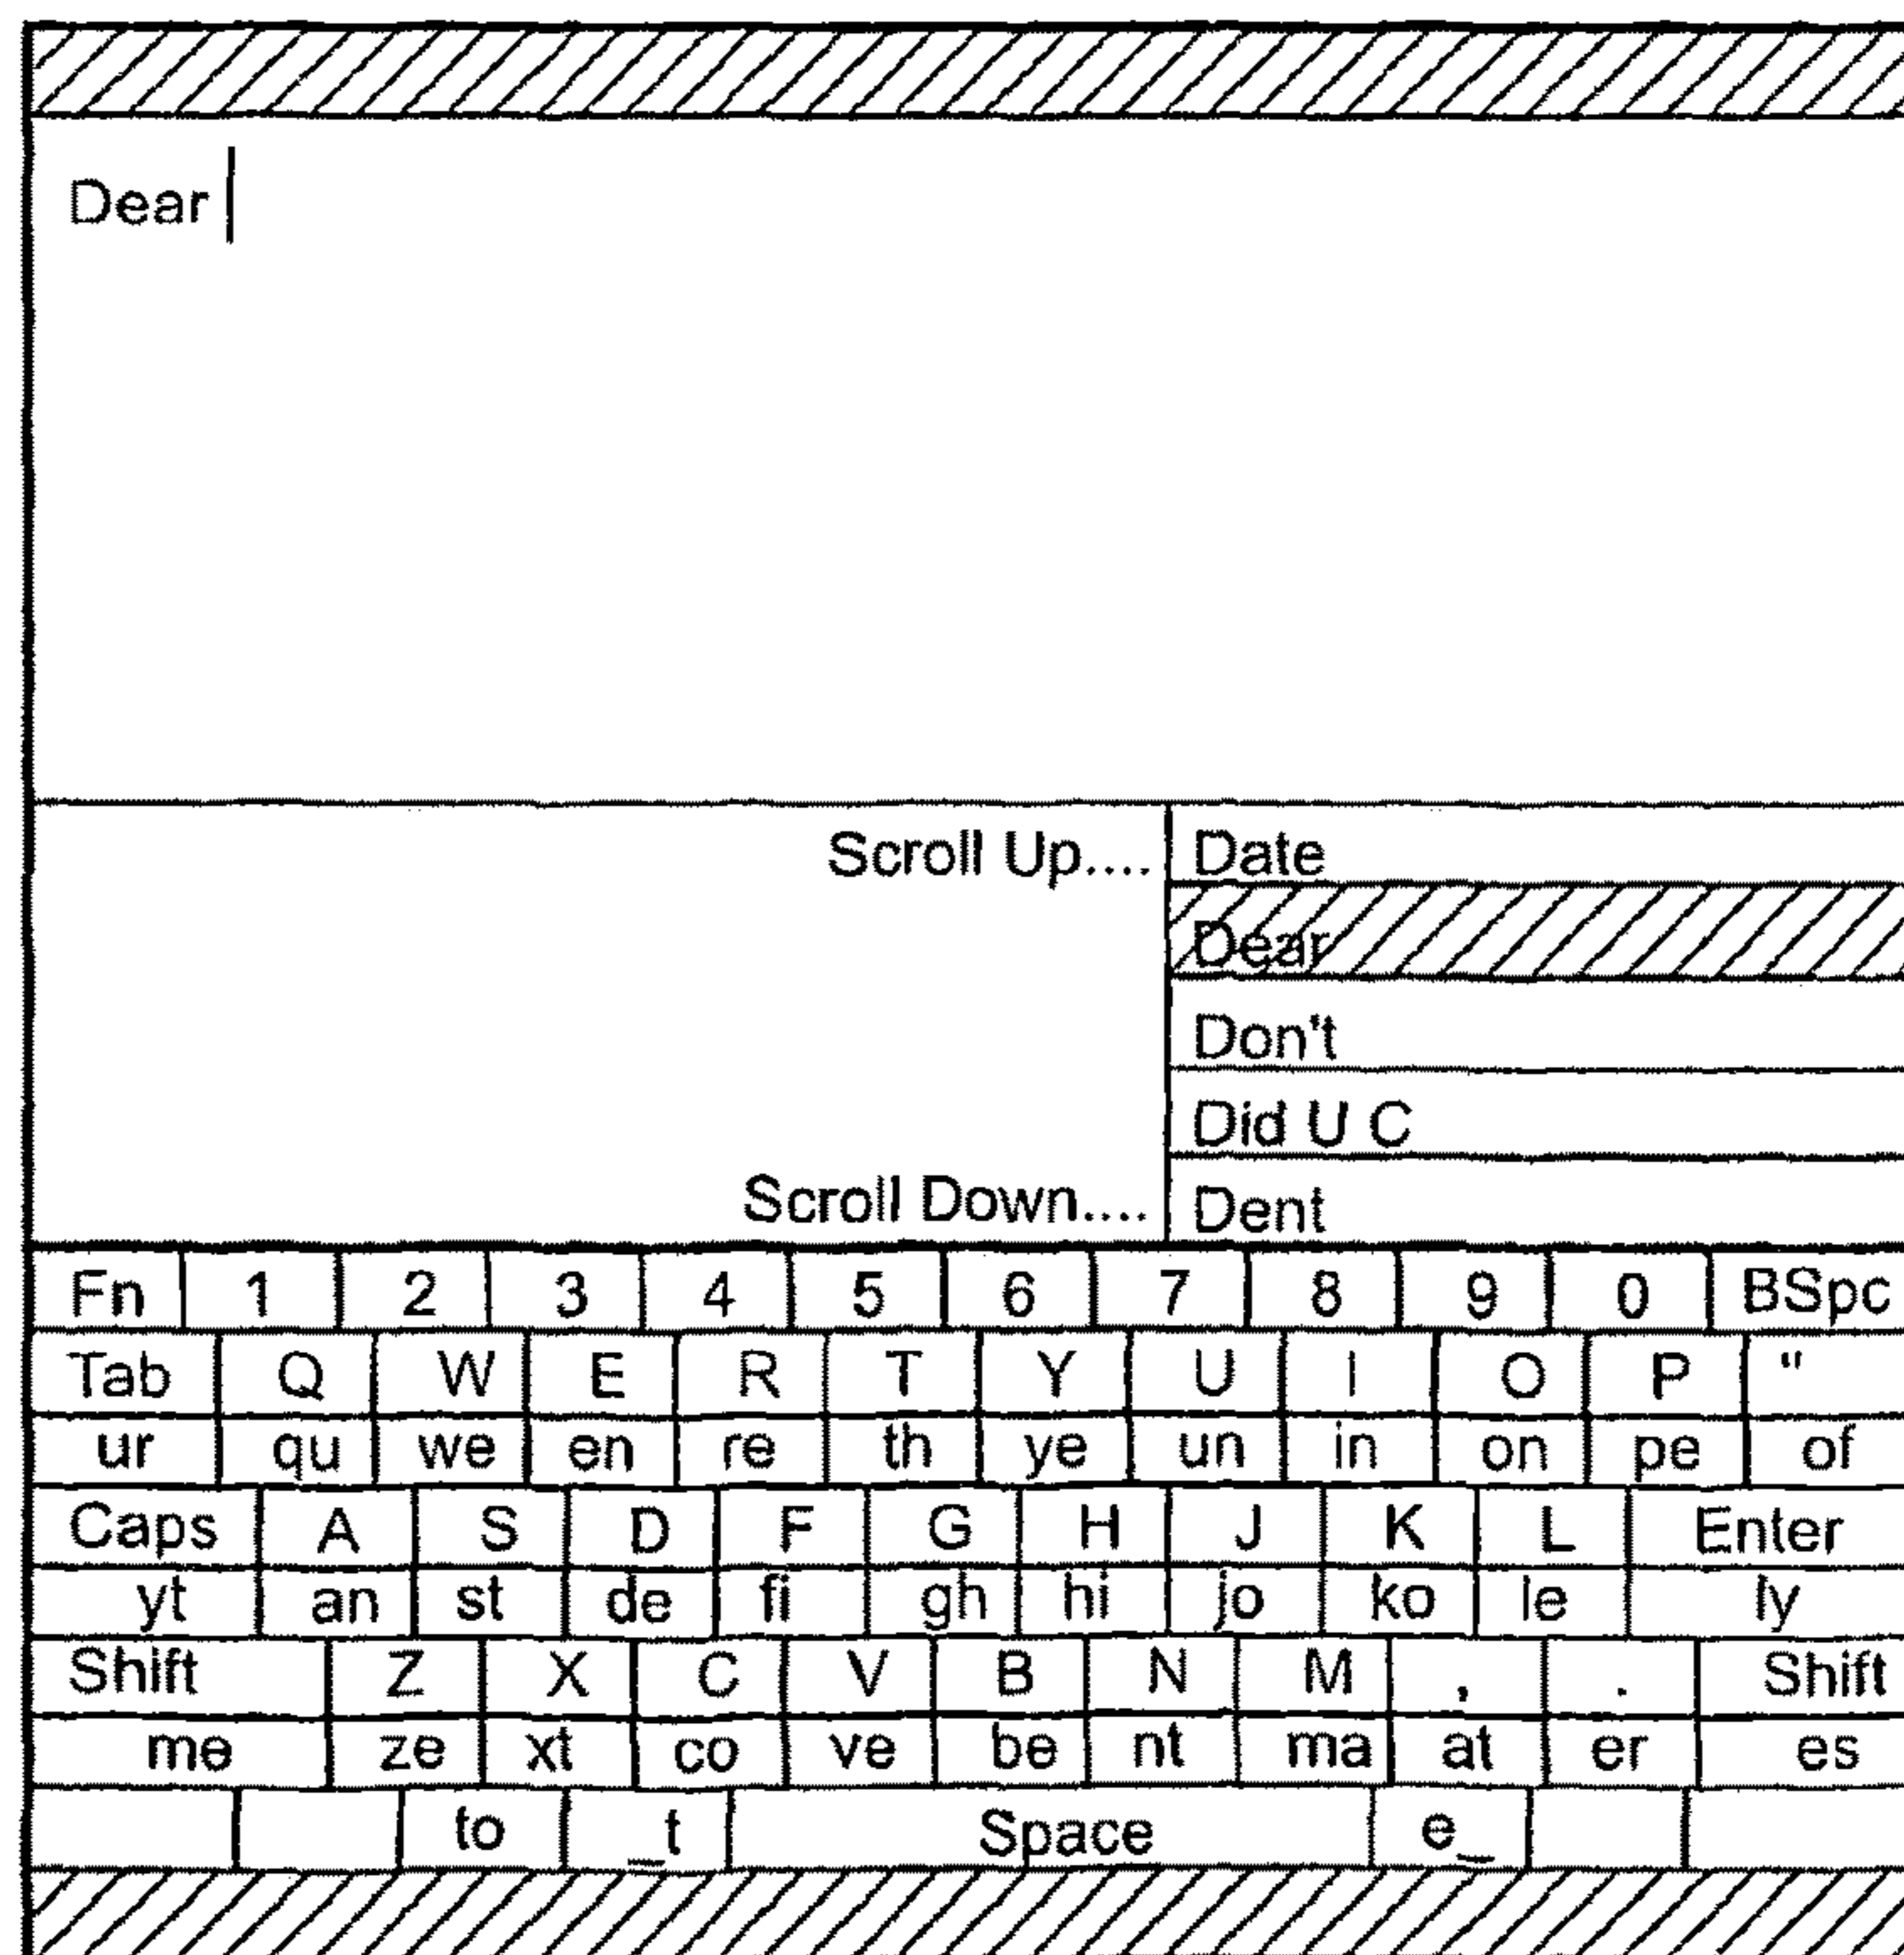 Dear
Scroll Up.... Date
Dear
Don't
Did U C
Scroll Down.... Dent
Fn 1 2 3 4 5 6 7 8 9 0 BSpc
Tab Q W E R T Y U I O P "
ur qu we en re th ye un in on pe of
Caps A S D F G H J K L Enter
yt an st de fi gh hi jo ko le ly
Shift Z X C V B N M , . Shift
me ze xt co ve be nt ma at er es
to _t Space e_